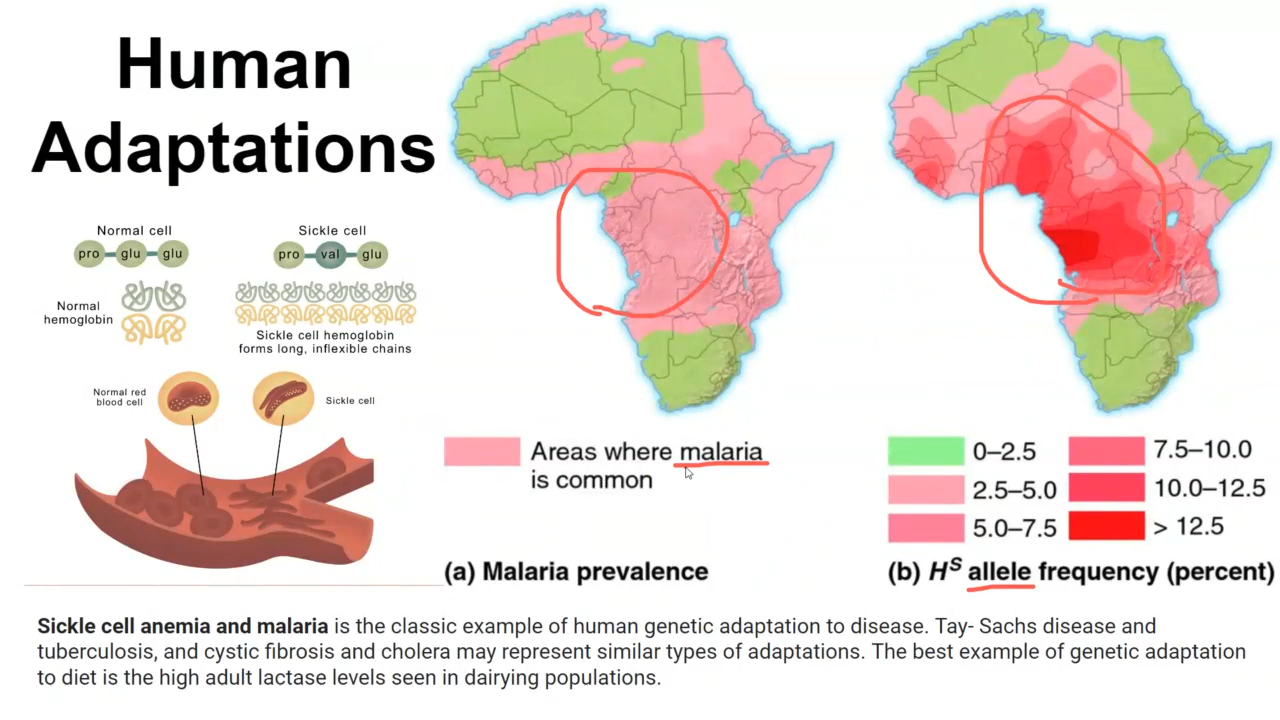 Human
Adaptations
Normal cell
pro glu glu
Normal
hemoglobin
Sickle cell
pro val glu
Sickle cell hemoglobin
forms long, inflexible chains
Normal red
blood cell
Sickle cell
Areas where malaria
is common
(a) Malaria prevalence
0–2.5
2.5–5.0
5.0–7.5
7.5–10.0
10.0–12.5
> 12.5
(b) Hˢ allele frequency (percent)
Sickle cell anemia and malaria is the classic example of human genetic adaptation to disease. Tay- Sachs disease and
tuberculosis, and cystic fibrosis and cholera may represent similar types of adaptations. The best example of genetic adaptation
to diet is the high adult lactase levels seen in dairying populations.